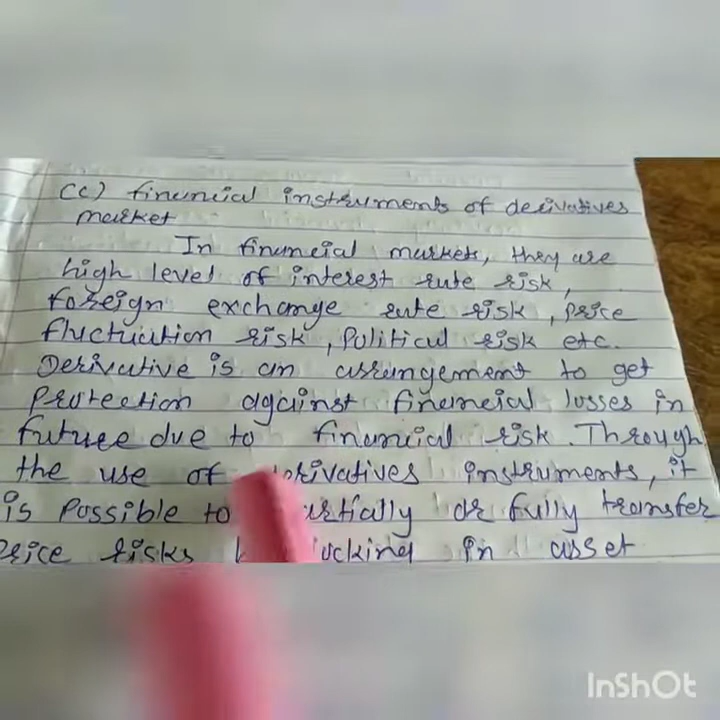 (c) financial instruments of derivatives
market
In financial market, they are
high level of interest rate risk,
foreign exchange rate risk, price
fluctuation risk, political risk etc.
Derivative is an arrangement to get
protection against financial losses in
future due to financial risk. Through
the use of instruments, it
is possible to or fully transfer
price risks in asset
InShOt